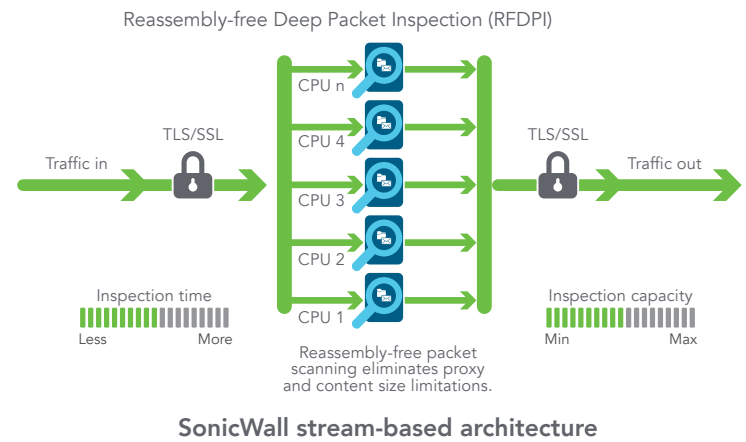 Reassembly-free Deep Packet Inspection (RFDPI)
CPU n
TLS/SSL
CPU 4
TLS/SSL
Traffic in
Traffic out
CPU 3
CPU 2
Inspection time
Less
More
CPU 1
Inspection capacity
Min
Max
Reassembly-free packet
scanning eliminates proxy
and content size limitations.
SonicWall stream-based architecture